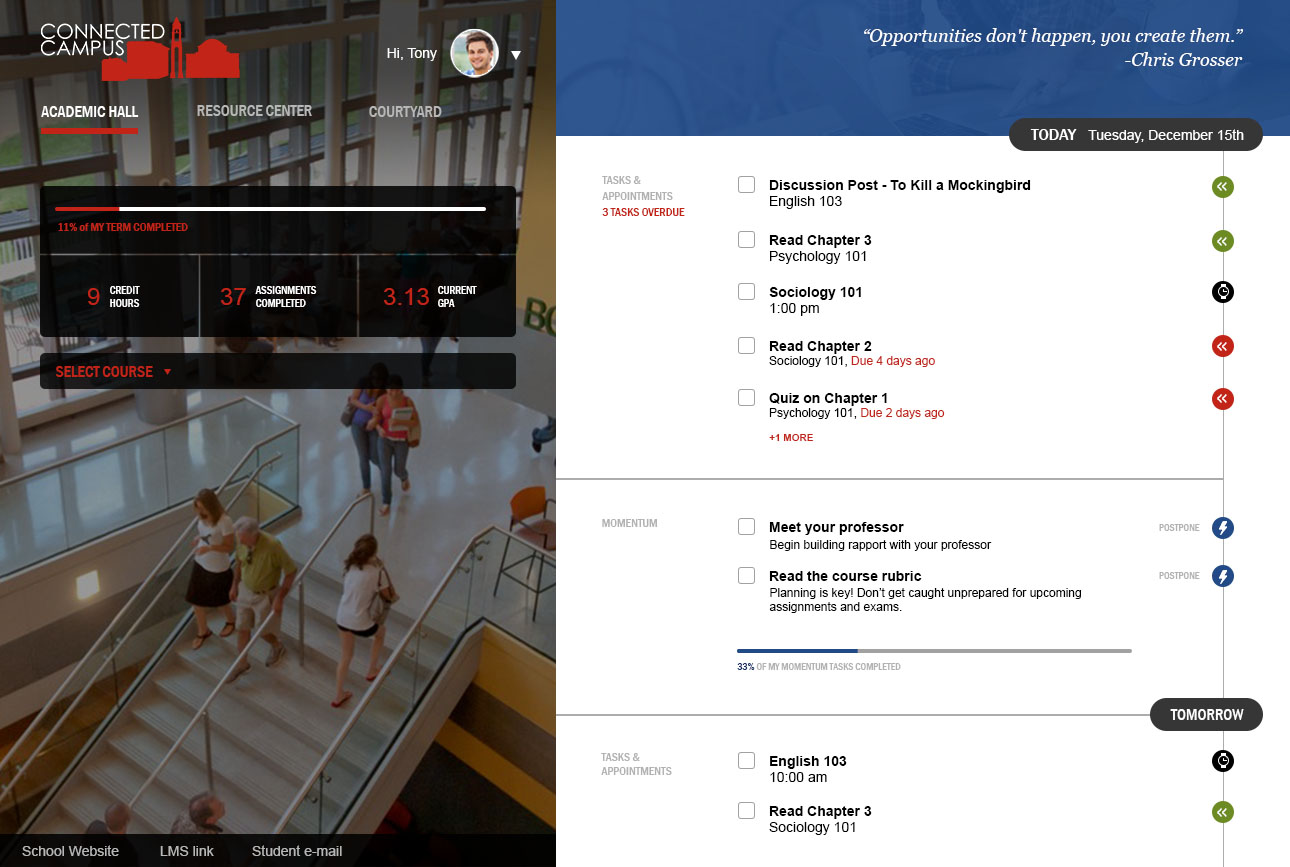 CONNECTED
CAMPUS
Hi, Tony
ACADEMIC HALL
RESOURCE CENTER
COURTYARD
11% of MY TERM COMPLETED
9 CREDIT
HOURS
37 ASSIGNMENTS
COMPLETED
3.13 CURRENT
GPA
BO
SELECT COURSE
School Website
LMS link
Student e-mail
“Opportunities don't happen, you create them.”
-Chris Grosser
TODAY Tuesday, December 15th
TASKS &
APPOINTMENTS
3 TASKS OVERDUE
Discussion Post - To Kill a Mockingbird
English 103
Read Chapter 3
Psychology 101
Sociology 101
1:00 pm
Read Chapter 2
Sociology 101, Due 4 days ago
Quiz on Chapter 1
Psychology 101, Due 2 days ago
+1 MORE
MOMENTUM
Meet your professor
POSTPONE
Begin building rapport with your professor
Read the course rubric
POSTPONE
Planning is key! Don’t get caught unprepared for upcoming
assignments and exams.
33% OF MY MOMENTUM TASKS COMPLETED
TOMORROW
TASKS &
APPOINTMENTS
English 103
10:00 am
Read Chapter 3
Sociology 101